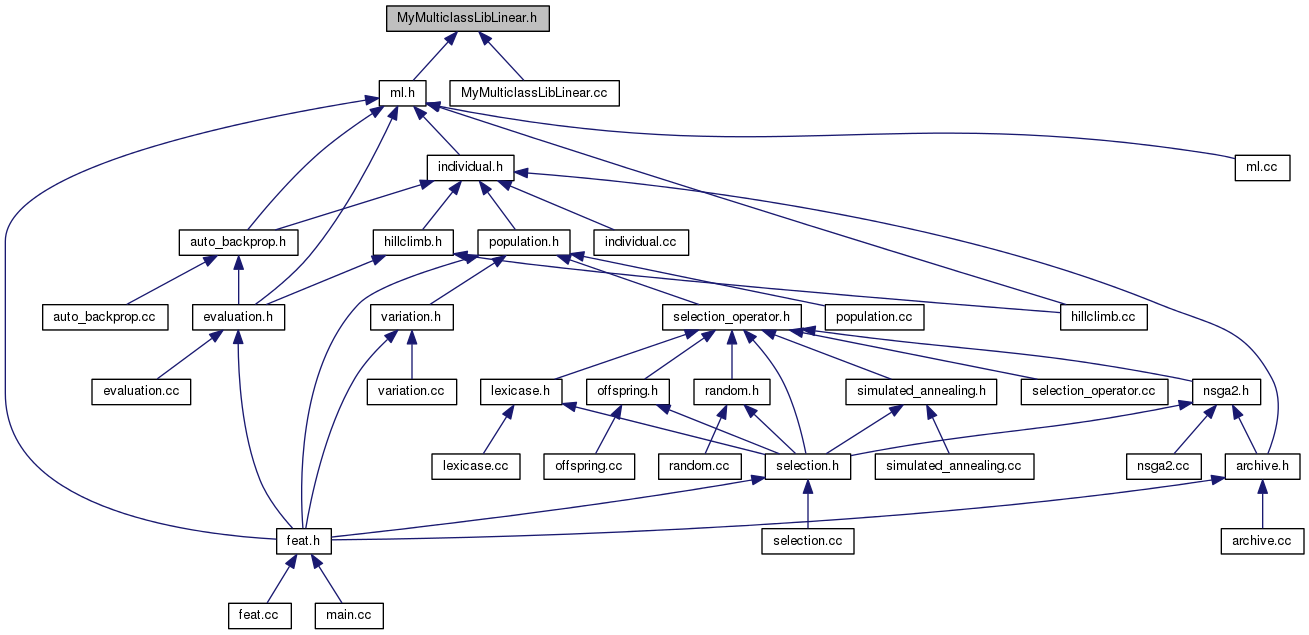 MyMulticlassLibLinear.h
ml.h
MyMulticlassLibLinear.cc
individual.h
ml.cc
auto_backprop.h
hillclimb.h
population.h
individual.cc
auto_backprop.cc
evaluation.h
variation.h
selection_operator.h
population.cc
hillclimb.cc
evaluation.cc
variation.cc
lexicase.h
offspring.h
random.h
simulated_annealing.h
selection_operator.cc
nsga2.h
lexicase.cc
offspring.cc
random.cc
selection.h
simulated_annealing.cc
nsga2.cc
archive.h
feat.h
selection.cc
archive.cc
feat.cc
main.cc